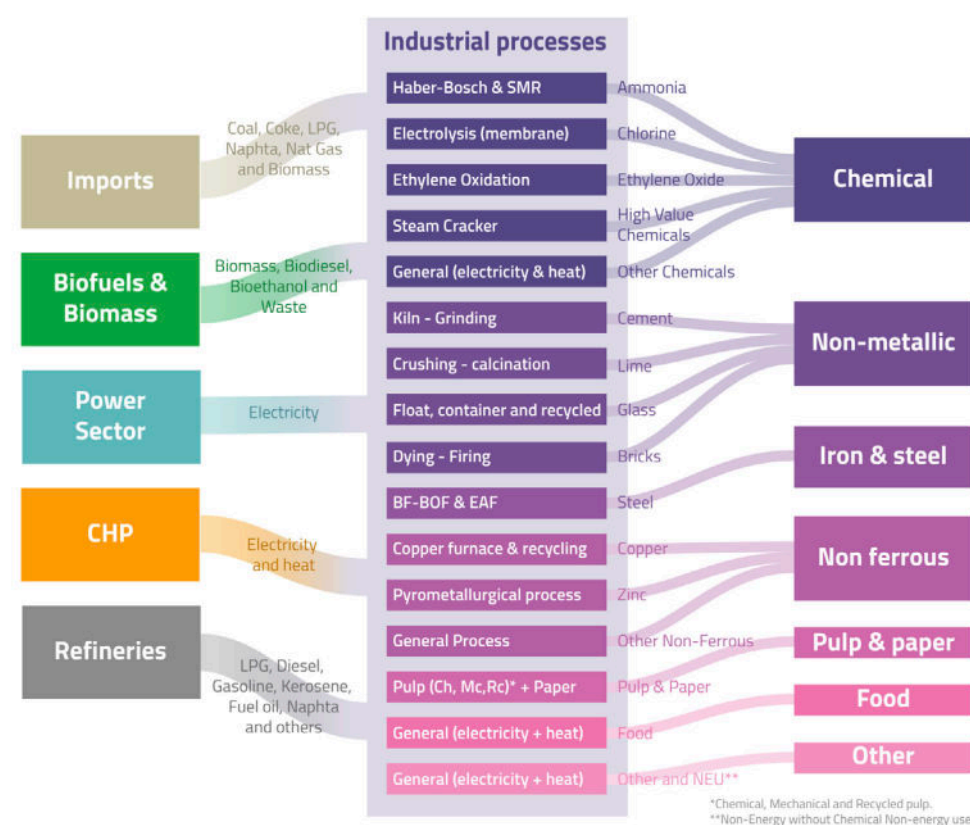 Industrial processes
Imports
Coal, Coke, LPG,
Naphta, Nat Gas
and Biomass
Biofuels &
Biomass
Biomass, Biodiesel,
Bioethanol and
Waste
Power
Sector
Electricity
CHP
Electricity
and heat
Refineries
LPG, Diesel,
Gasoline, Kerosene,
Fuel oil, Naphta
and others
Haber-Bosch & SMR
Electrolysis (membrane)
Ethylene Oxidation
Steam Cracker
General (electricity & heat)
Kiln - Grinding
Crushing - calcination
Float, container and recycled
Dying - Firing
BF-BOF & EAF
Copper furnace & recycling
Pyrometallurgical process
General Process
Pulp (Ch, Mc,Rc)* + Paper
General (electricity + heat)
General (electricity + heat)
Ammonia
Chlorine
Ethylene Oxide
High Value
Chemicals
Other Chemicals
Cement
Lime
Glass
Bricks
Steel
Copper
Zinc
Other Non-Ferrous
Pulp & Paper
Food
Other and NEU**
Chemical
Non-metallic
Iron & steel
Non ferrous
Pulp & paper
Food
Other
*Chemical, Mechanical and Recycled pulp.
**Non-Energy without Chemical Non-energy use